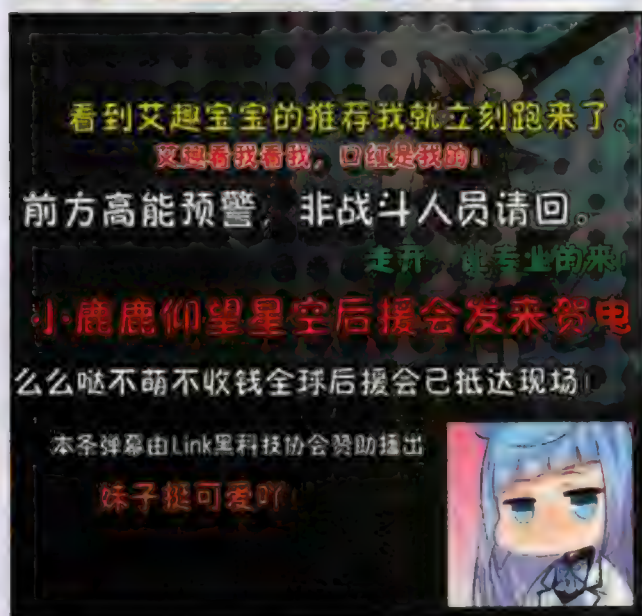 看到艾趣宝宝的推荐我就立刻跑来了。
艾趣看我看我，口红是我的！
前方高能预警，非战斗人员请回。
走开 让专业的来！
小鹿鹿仰望星空后援会发来贺电
么么哒不萌不收钱全球后援会已抵达现场！
本条弹幕由Link黑科技协会赞助播出
妹子挺可爱吖！